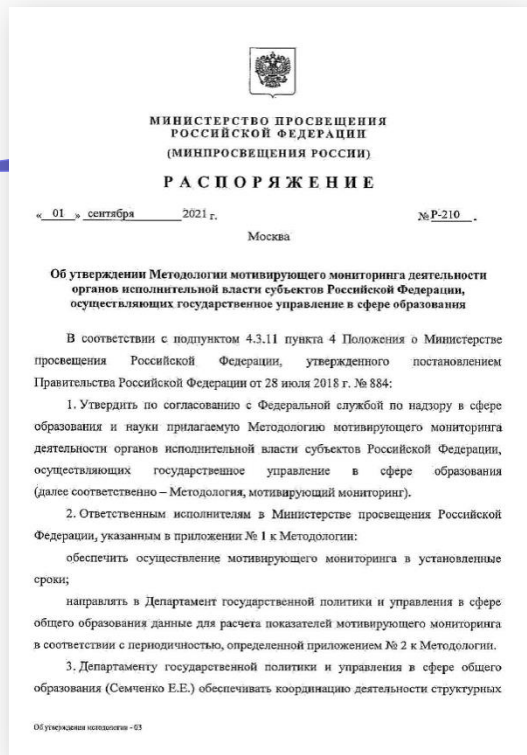 МИНИСТЕРСТВО ПРОСВЕЩЕНИЯ
РОССИЙСКОЙ ФЕДЕРАЦИИ
(МИНПРОСВЕЩЕНИЯ РОССИИ)
РАСПОРЯЖЕНИЕ
« 01 » сентября 2021 г. № Р-210 .
Москва
Об утверждении Методологии мотивирующего мониторинга деятельности
органов исполнительной власти субъектов Российской Федерации,
осуществляющих государственное управление в сфере образования
В соответствии с подпунктом 4.3.11 пункта 4 Положения о Министерстве
просвещения Российской Федерации, утвержденного постановлением
Правительства Российской Федерации от 28 июля 2018 г. № 884:
1. Утвердить по согласованию с Федеральной службой по надзору в сфере
образования и науки прилагаемую Методологию мотивирующего мониторинга
деятельности органов исполнительной власти субъектов Российской Федерации,
осуществляющих государственное управление в сфере образования
(далее соответственно – Методология, мотивирующий мониторинг).
2. Ответственным исполнителям в Министерстве просвещения Российской
Федерации, указанным в приложении № 1 к Методологии:
обеспечить осуществление мотивирующего мониторинга в установленные
сроки;
направлять в Департамент государственной политики и управления в сфере
общего образования данные для расчета показателей мотивирующего мониторинга
в соответствии с периодичностью, определенной приложением № 2 к Методологии.
3. Департаменту государственной политики и управления в сфере общего
образования (Семченко Е.Е.) обеспечивать координацию деятельности структурных
Об утверждении методологии - 03